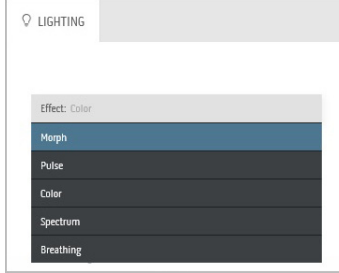 LIGHTING
Effect: Color
Morph
Pulse
Color
Spectrum
Breathing